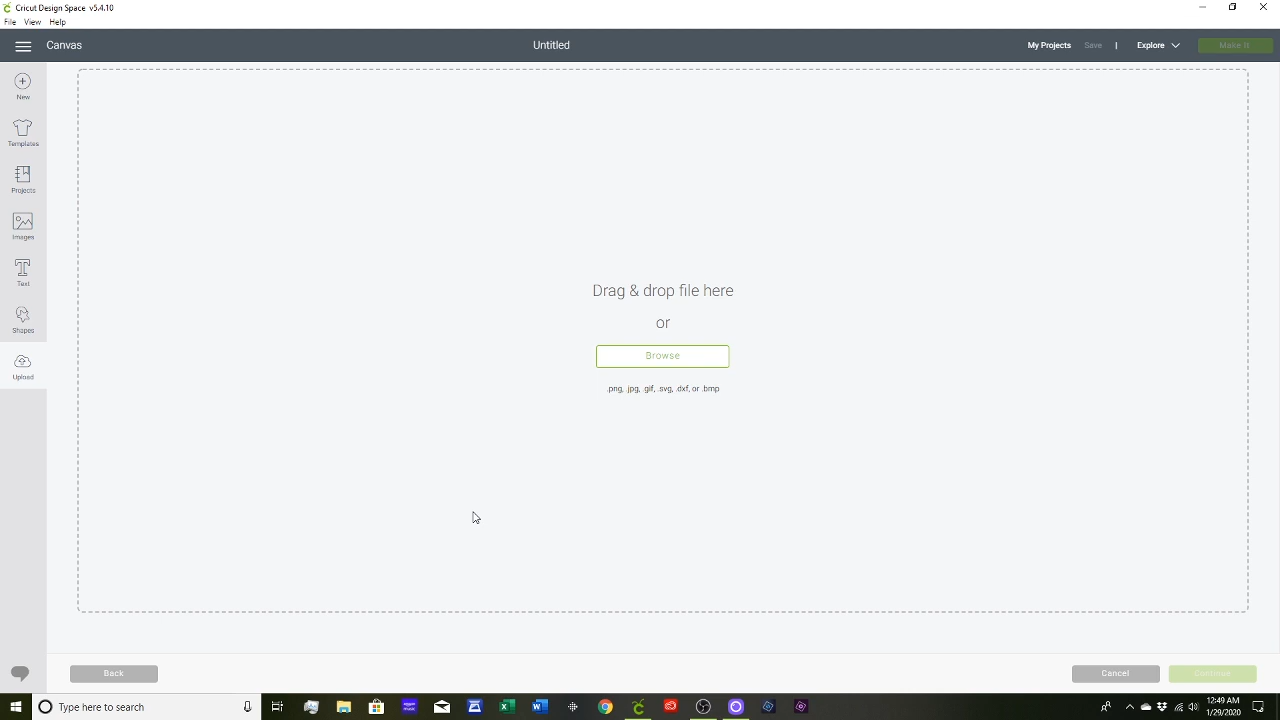 Cricut Design Space v5.4.10
File View Help
Canvas
Untitled
My Projects Save | Explore Make It
New
Templates
Projects
Images
Text
Shapes
Upload
Drag & drop file here
or
Browse
.png, .jpg, .gif, .svg, .dxf, or .bmp
Back
Cancel
Continue
Type here to search
12:49 AM
1/29/2020